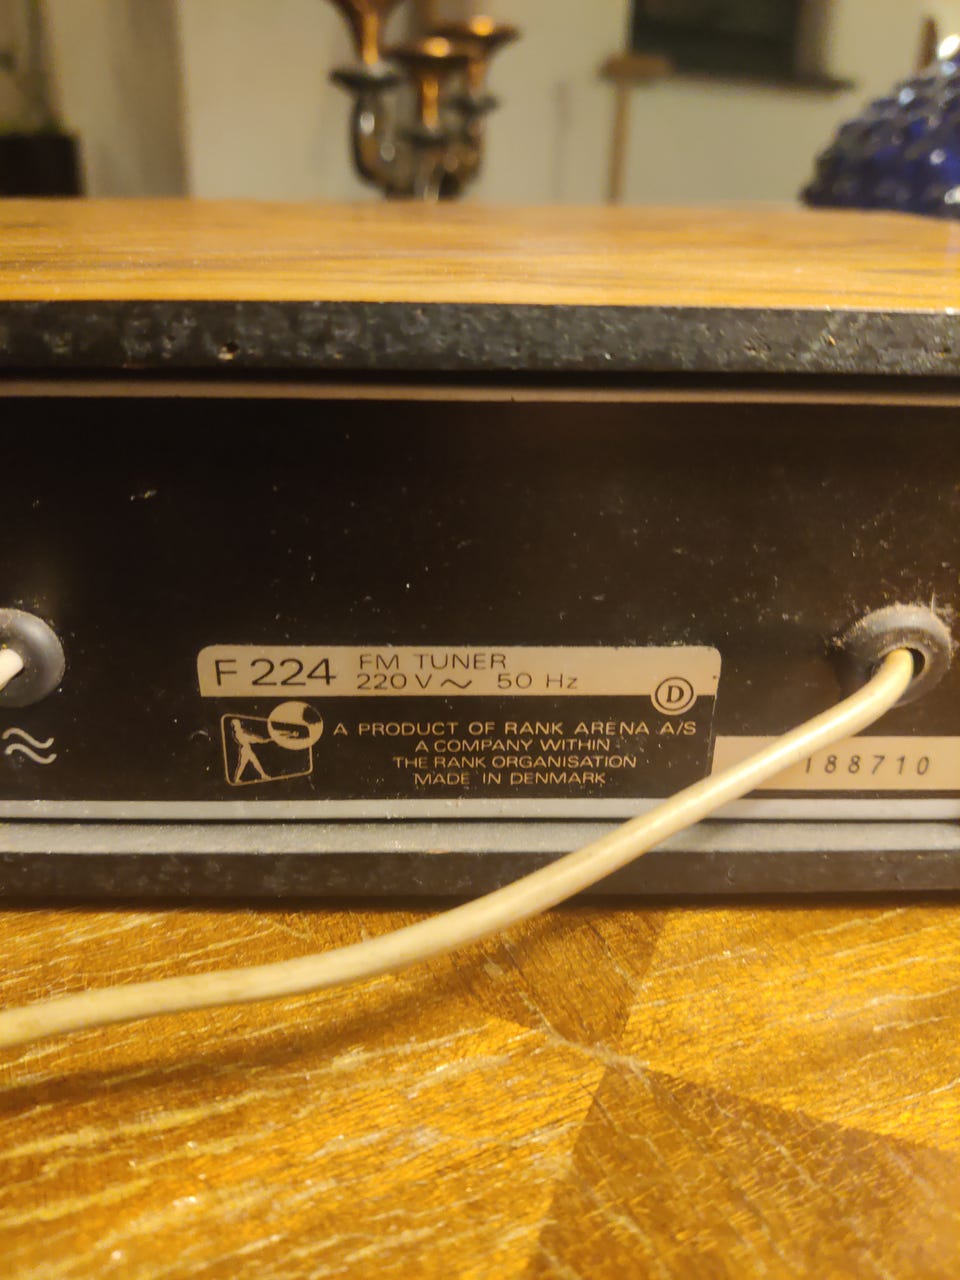 F 224
FM TUNER
220 V ~ 50 Hz
D
A PRODUCT OF RANK ARENA A/S
A COMPANY WITHIN
THE RANK ORGANISATION
MADE IN DENMARK
188710